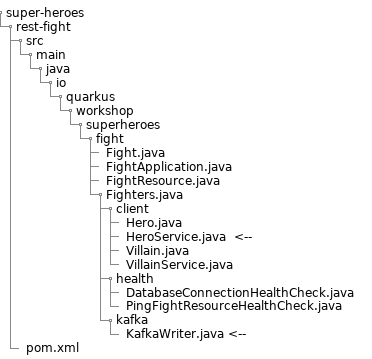 super-heroes
rest-fight
src
main
java
io
quarkus
workshop
superheroes
fight
Fight.java
FightApplication.java
FightResource.java
Fighters.java
client
Hero.java
HeroService.java <--
Villain.java
VillainService.java
health
DatabaseConnectionHealthCheck.java
PingFightResourceHealthCheck.java
kafka
KafkaWriter.java <--
pom.xml